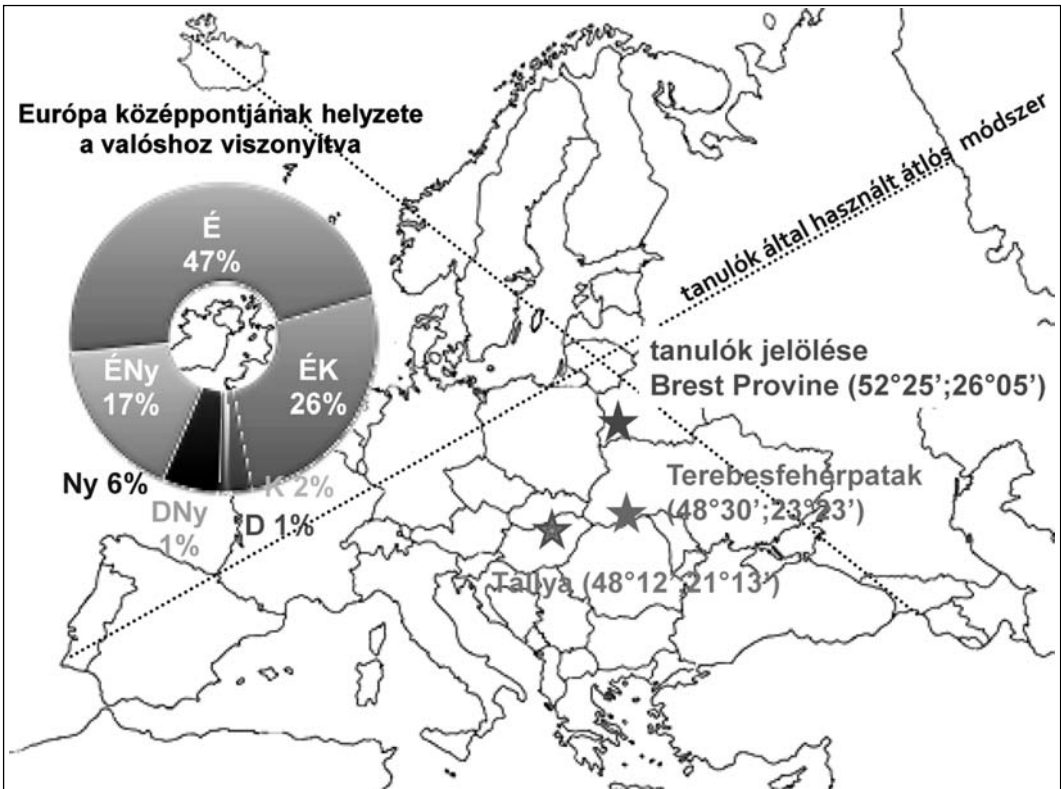 Európa középpontjának helyzete
a valóshoz viszonyítva
É
47%
ÉNy
17%
ÉK
26%
Ny 6%
K 2%
DNy
1%
D 1%
tanulók által használt átlós módszer
tanulók jelölése
Brest Provine (52°25’;26°05’)
Terebesfehérpatak
(48°30’;23°23’)
Tállya (48°12’;21°13’)